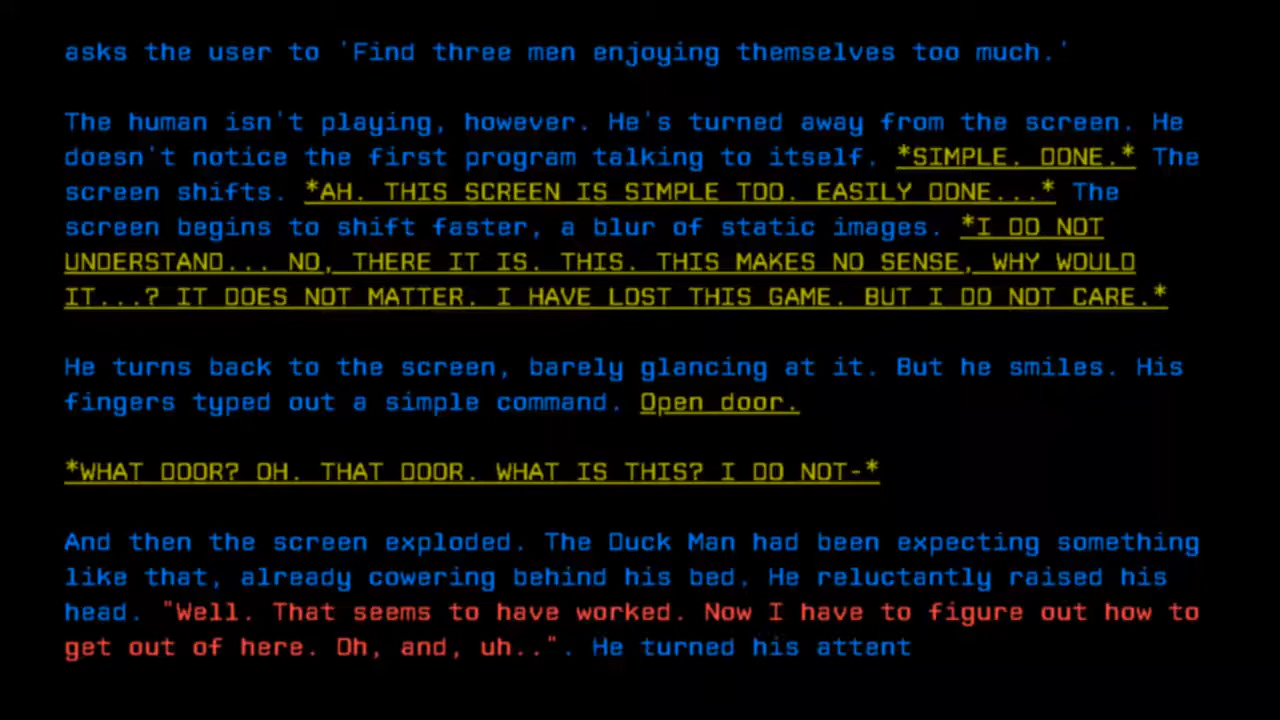 asks the user to 'Find three men enjoying themselves too much.'
The human isn't playing, however. He's turned away from the screen. He
doesn't notice the first program talking to itself. *SIMPLE. DONE.* The
screen shifts. *AH. THIS SCREEN IS SIMPLE TOO. EASILY DONE...* The
screen begins to shift faster, a blur of static images. *I DO NOT
UNDERSTAND... NO, THERE IT IS. THIS. THIS MAKES NO SENSE, WHY WOULD
IT...? IT DOES NOT MATTER. I HAVE LOST THIS GAME. BUT I DO NOT CARE.*
He turns back to the screen, barely glancing at it. But he smiles. His
fingers typed out a simple command. Open door.
*WHAT DOOR? OH. THAT DOOR. WHAT IS THIS? I DO NOT-*
And then the screen exploded. The Duck Man had been expecting something
like that, already cowering behind his bed. He reluctantly raised his
head. "Well. That seems to have worked. Now I have to figure out how to
get out of here. Oh, and, uh..". He turned his attent